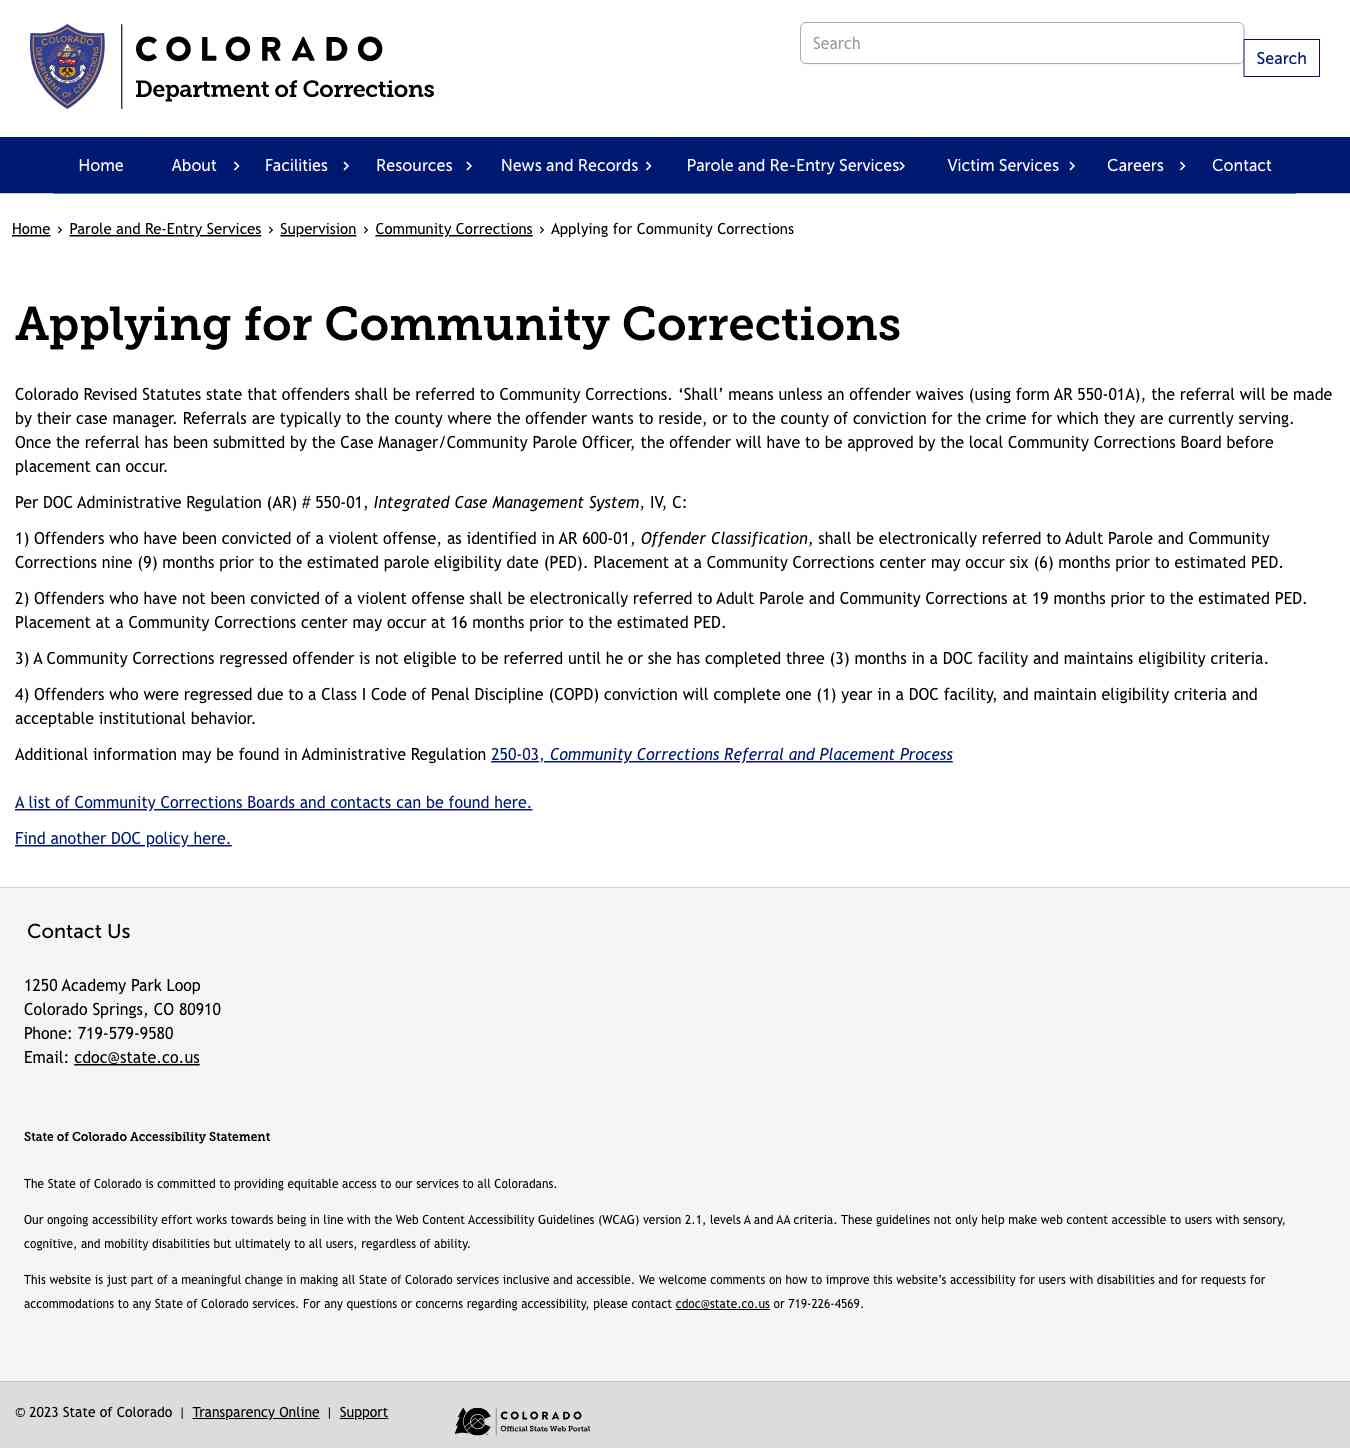 COLORADO
Department of Corrections
Search
Search
Home About Facilities Resources News and Records Parole and Re-Entry Services Victim Services Careers Contact
Home › Parole and Re-Entry Services › Supervision › Community Corrections › Applying for Community Corrections
Applying for Community Corrections
Colorado Revised Statutes state that offenders shall be referred to Community Corrections. ‘Shall’ means unless an offender waives (using form AR 550-01A), the referral will be made
by their case manager. Referrals are typically to the county where the offender wants to reside, or to the county of conviction for the crime for which they are currently serving.
Once the referral has been submitted by the Case Manager/Community Parole Officer, the offender will have to be approved by the local Community Corrections Board before
placement can occur.
Per DOC Administrative Regulation (AR) # 550-01, Integrated Case Management System, IV, C:
1) Offenders who have been convicted of a violent offense, as identified in AR 600-01, Offender Classification, shall be electronically referred to Adult Parole and Community
Corrections nine (9) months prior to the estimated parole eligibility date (PED). Placement at a Community Corrections center may occur six (6) months prior to estimated PED.
2) Offenders who have not been convicted of a violent offense shall be electronically referred to Adult Parole and Community Corrections at 19 months prior to the estimated PED.
Placement at a Community Corrections center may occur at 16 months prior to the estimated PED.
3) A Community Corrections regressed offender is not eligible to be referred until he or she has completed three (3) months in a DOC facility and maintains eligibility criteria.
4) Offenders who were regressed due to a Class I Code of Penal Discipline (COPD) conviction will complete one (1) year in a DOC facility, and maintain eligibility criteria and
acceptable institutional behavior.
Additional information may be found in Administrative Regulation 250-03, Community Corrections Referral and Placement Process
A list of Community Corrections Boards and contacts can be found here.
Find another DOC policy here.
Contact Us
1250 Academy Park Loop
Colorado Springs, CO 80910
Phone: 719-579-9580
Email: cdoc@state.co.us
State of Colorado Accessibility Statement
The State of Colorado is committed to providing equitable access to our services to all Coloradans.
Our ongoing accessibility effort works towards being in line with the Web Content Accessibility Guidelines (WCAG) version 2.1, levels A and AA criteria. These guidelines not only help make web content accessible to users with sensory,
cognitive, and mobility disabilities but ultimately to all users, regardless of ability.
This website is just part of a meaningful change in making all State of Colorado services inclusive and accessible. We welcome comments on how to improve this website’s accessibility for users with disabilities and for requests for
accommodations to any State of Colorado services. For any questions or concerns regarding accessibility, please contact cdoc@state.co.us or 719-226-4569.
© 2023 State of Colorado | Transparency Online | Support
COLORADO
Official State Web Portal